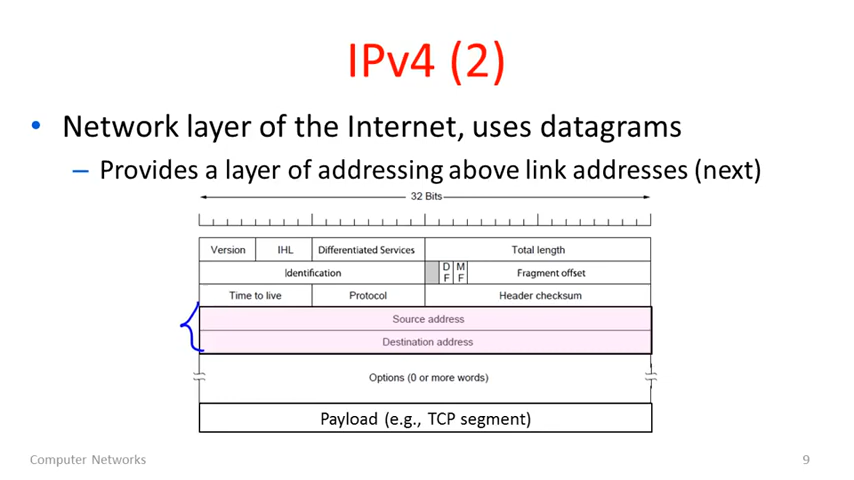 IPv4 (2)
• Network layer of the Internet, uses datagrams
– Provides a layer of addressing above link addresses (next)
32 Bits
Version IHL Differentiated Services Total length
Identification D F M F Fragment offset
Time to live Protocol Header checksum
Source address
Destination address
Options (0 or more words)
Payload (e.g., TCP segment)
Computer Networks 9